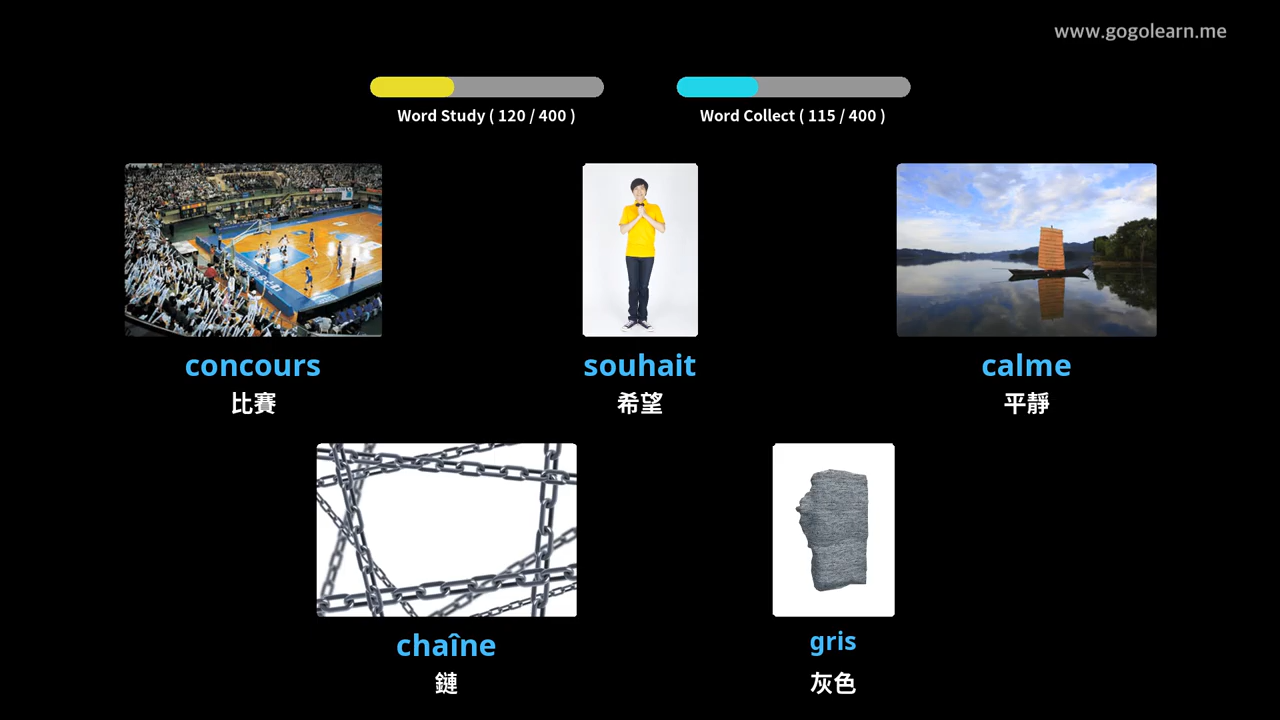 www.gogolearn.me
Word Study ( 120 / 400 )
Word Collect ( 115 / 400 )
concours
比賽
souhait
希望
calme
平靜
chaîne
鏈
gris
灰色